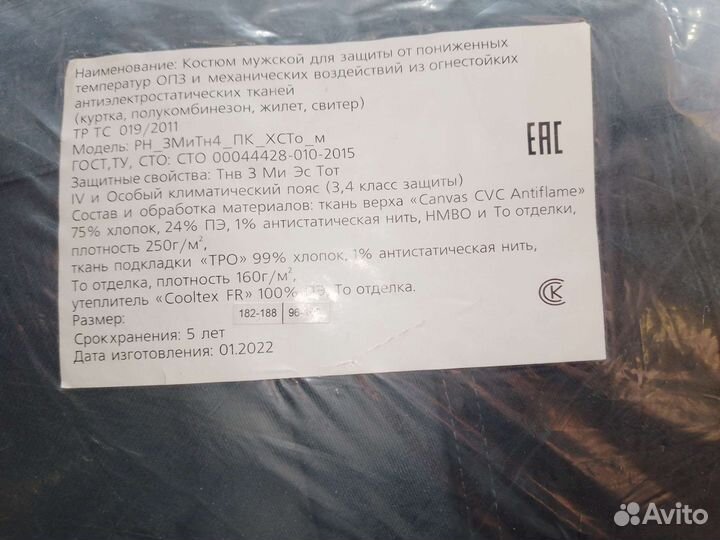 Наименование: Костюм мужской для защиты от пониженных
температур ОПЗ и механических воздействий из огнестойких
антиэлектростатических тканей
(куртка, полукомбинезон, жилет, свитер)
ТР ТС 019/2011
Модель: РН_ЗМиТн4_ПК_ХСТо_м
ГОСТ,ТУ, СТО: СТО 00044428-010-2015
Защитные свойства: Тнв З Ми Эс Тот
IV и Особый климатический пояс (3,4 класс защиты)
Состав и обработка материалов: ткань верха «Canvas CVC Antiflame»
75% хлопок, 24% ПЭ, 1% антистатическая нить, НМВО и То отделки,
плотность 250г/м²,
ткань подкладки «ТРО» 99% хлопок, 1% антистатическая нить,
То отделка, плотность 160г/м²,
утеплитель «Cooltex FR» 100% ПЭ, То отделка.
Размер: 182-188
Срок хранения: 5 лет
Дата изготовления: 01.2022
ЕАС
Avito